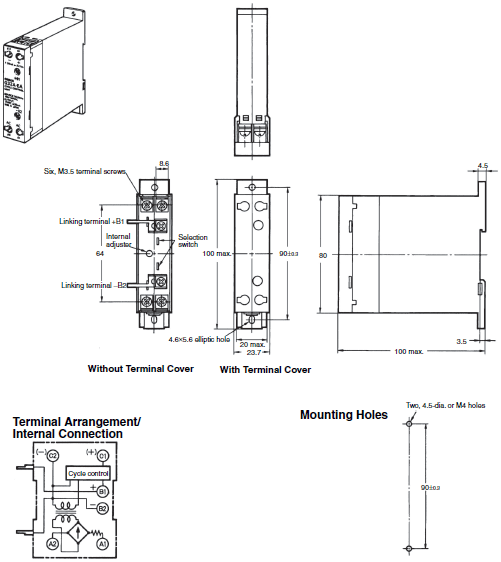 8.6
4.5
Six, M3.5 terminal screws
Linking terminal +B1
Internal
adjuster
Selection
switch
64
100 max.
90±0.3
80
Linking terminal –B2
4.6×5.6 elliptic hole
20 max.
23.7
3.5
100 max.
Without Terminal Cover
With Terminal Cover
Terminal Arrangement/
Internal Connection
Mounting Holes
Two, 4.5-dia. or M4 holes
(–)
C2
(+)
C1
Cycle control
+
B1
–
B2
A2
A1
90±0.3